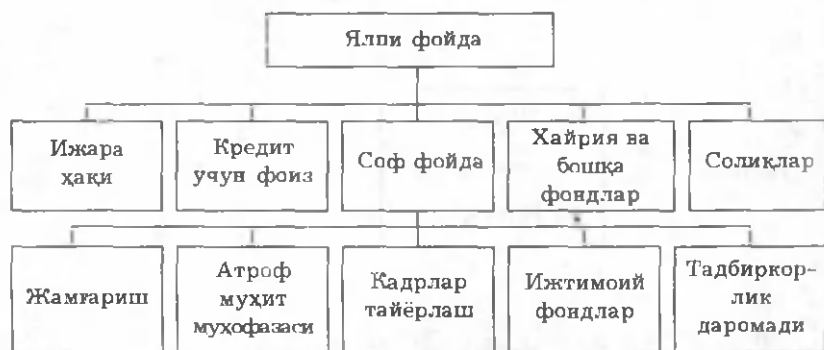 Ялпи фойда
Ижара
ҳақи
Кредит
учун фоиз
Соф фойда
Хайрия ва
бошқа
фондлар
Солиқлар
Жамғариш
Атроф
муҳит
муҳофазаси
Кадрлар
тайёрлаш
Ижтимоий
фондлар
Тадбиркор-
лик
даромади